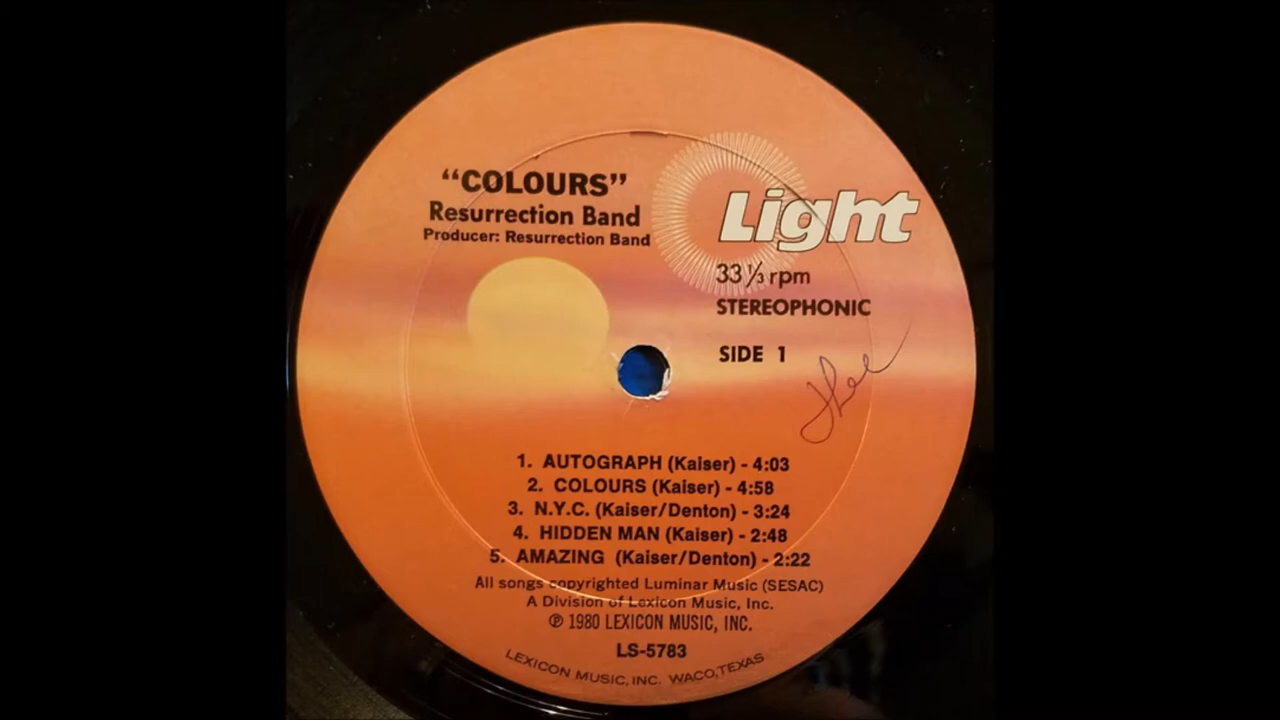 "COLOURS"
Resurrection Band
Producer: Resurrection Band
Light
33 1/3 rpm
STEREOPHONIC
SIDE 1
JLee
1. AUTOGRAPH (Kaiser) - 4:03
2. COLOURS (Kaiser) - 4:58
3. N.Y.C. (Kaiser/Denton) - 3:24
4. HIDDEN MAN (Kaiser) - 2:48
5. AMAZING (Kaiser/Denton) - 2:22
All songs copyrighted Luminar Music (SESAC)
A Division of Lexicon Music, Inc.
℗ 1980 LEXICON MUSIC, INC.
LS-5783
LEXICON MUSIC, INC. WACO, TEXAS